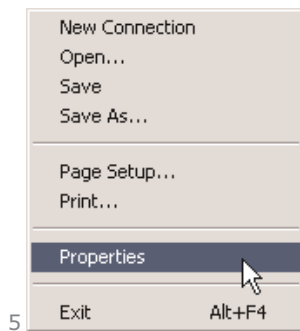 New Connection
Open...
Save
Save As...
Page Setup...
Print...
Properties
5 Exit Alt+F4